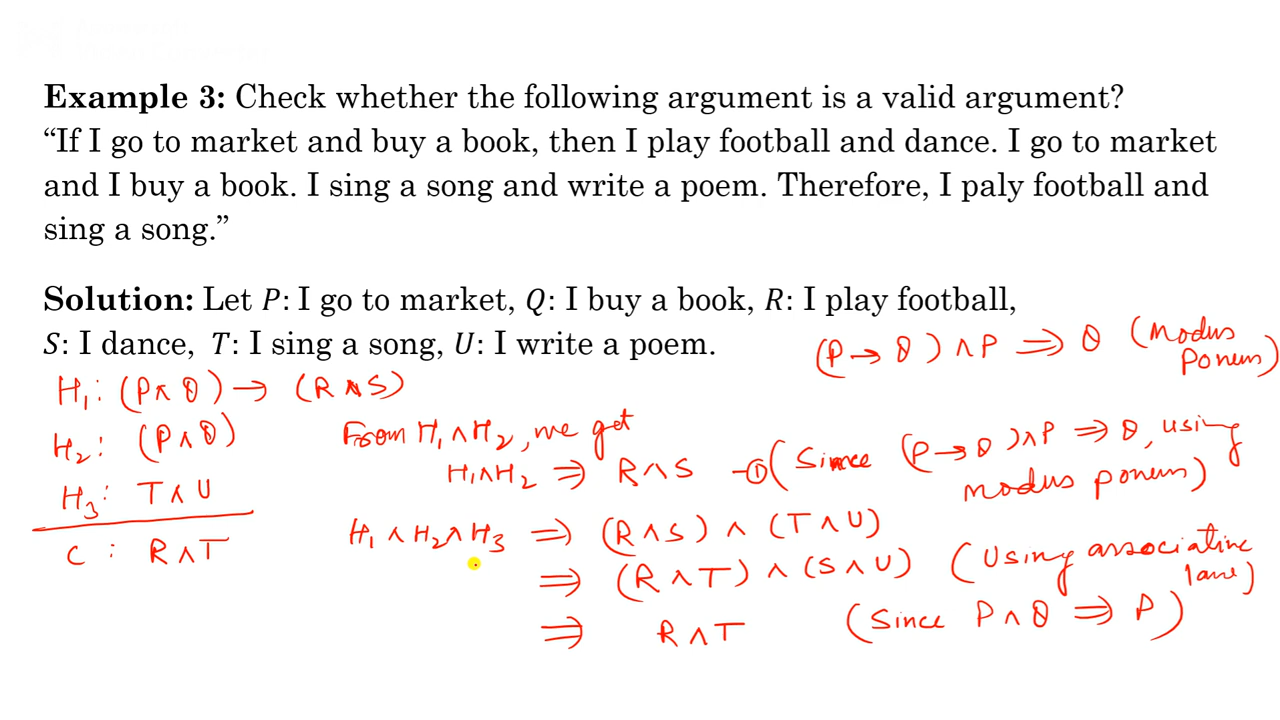 Example 3: Check whether the following argument is a valid argument?
“If I go to market and buy a book, then I play football and dance. I go to market
and I buy a book. I sing a song and write a poem. Therefore, I paly football and
sing a song.”
Solution: Let P: I go to market, Q: I buy a book, R: I play football,
S: I dance, T: I sing a song, U: I write a poem.
(P → Q) ∧ P ⇒ Q (Modus
Ponens)
H₁: (P ∧ Q) → (R ∧ S)
H₂: (P ∧ Q)
H₃: T ∧ U
C : R ∧ T
From H₁ ∧ H₂, we get
H₁ ∧ H₂ ⇒ R ∧ S —① (Since (P → Q) ∧ P ⇒ Q, using
modus ponens)
H₁ ∧ H₂ ∧ H₃ ⇒ (R ∧ S) ∧ (T ∧ U)
⇒ (R ∧ T) ∧ (S ∧ U) (Using associative
laws)
⇒ R ∧ T (Since P ∧ Q ⇒ P)